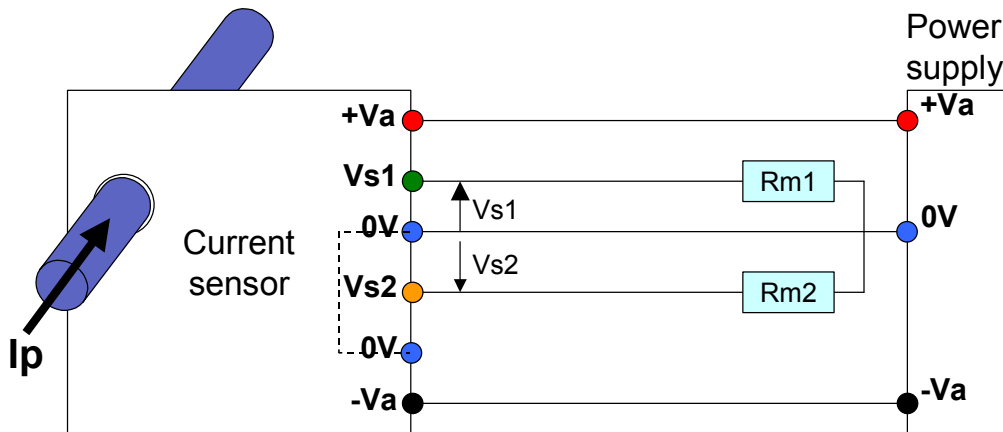 Power
supply
+Va
+Va
Vs1
Rm1
Vs1
0V
0V
Current
sensor
Vs2
Vs2
Rm2
Ip
0V
-Va
-Va